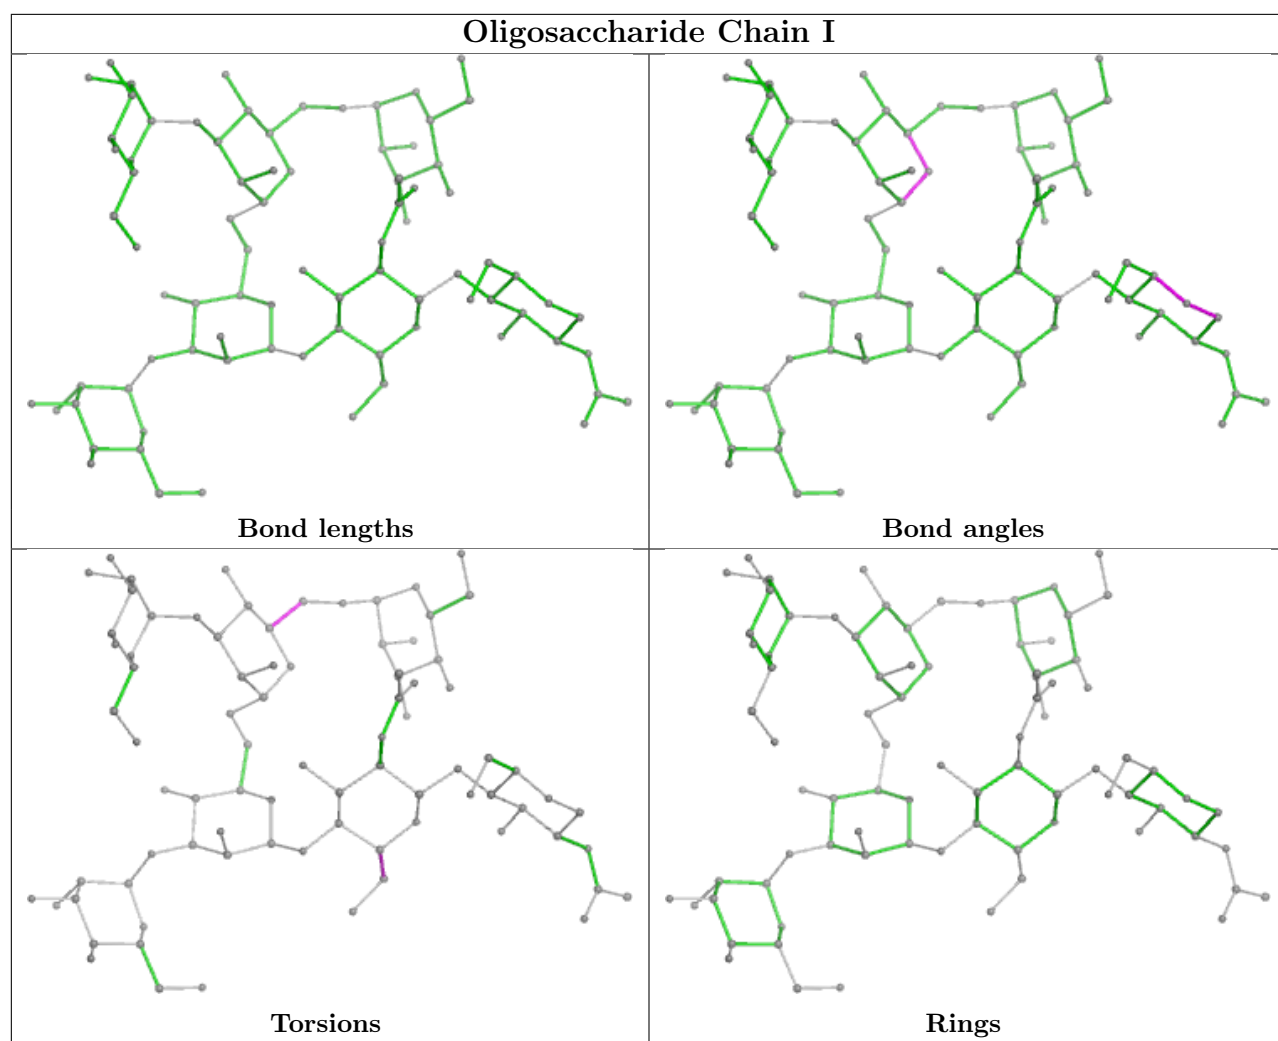 Oligosaccharide Chain I
Bond lengths
Bond angles
Torsions
Rings